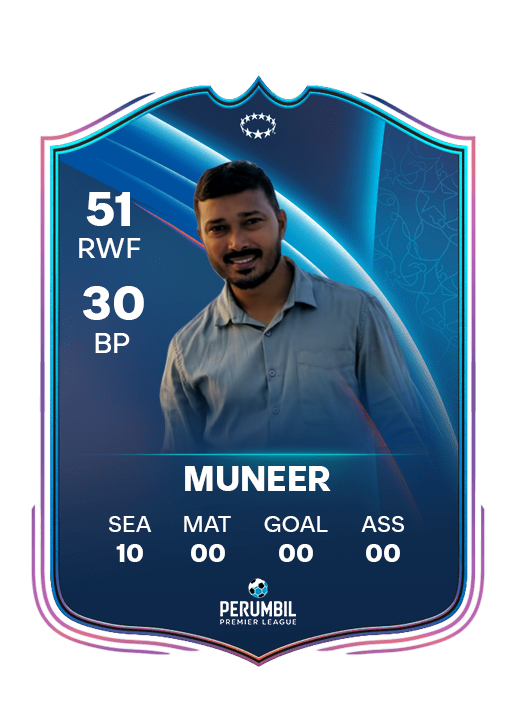 51
RWF
30
BP
MUNEER
SEA MAT GOAL ASS
10 00 00 00
PERUMBIL
PREMIER LEAGUE